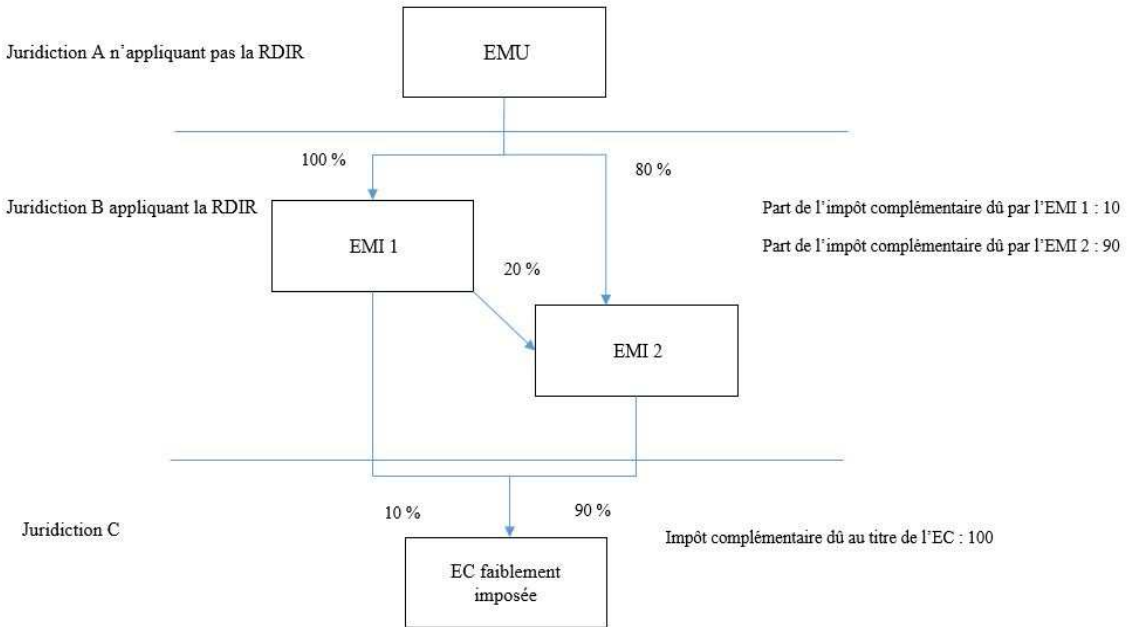 Juridiction A n’appliquant pas la RDIR
EMU
100 %
80 %
Juridiction B appliquant la RDIR
Part de l’impôt complémentaire dû par l’EMI 1 : 10
EMI 1
Part de l’impôt complémentaire dû par l’EMI 2 : 90
20 %
EMI 2
10 %
90 %
Juridiction C
Impôt complémentaire dû au titre de l’EC : 100
EC faiblement
imposée